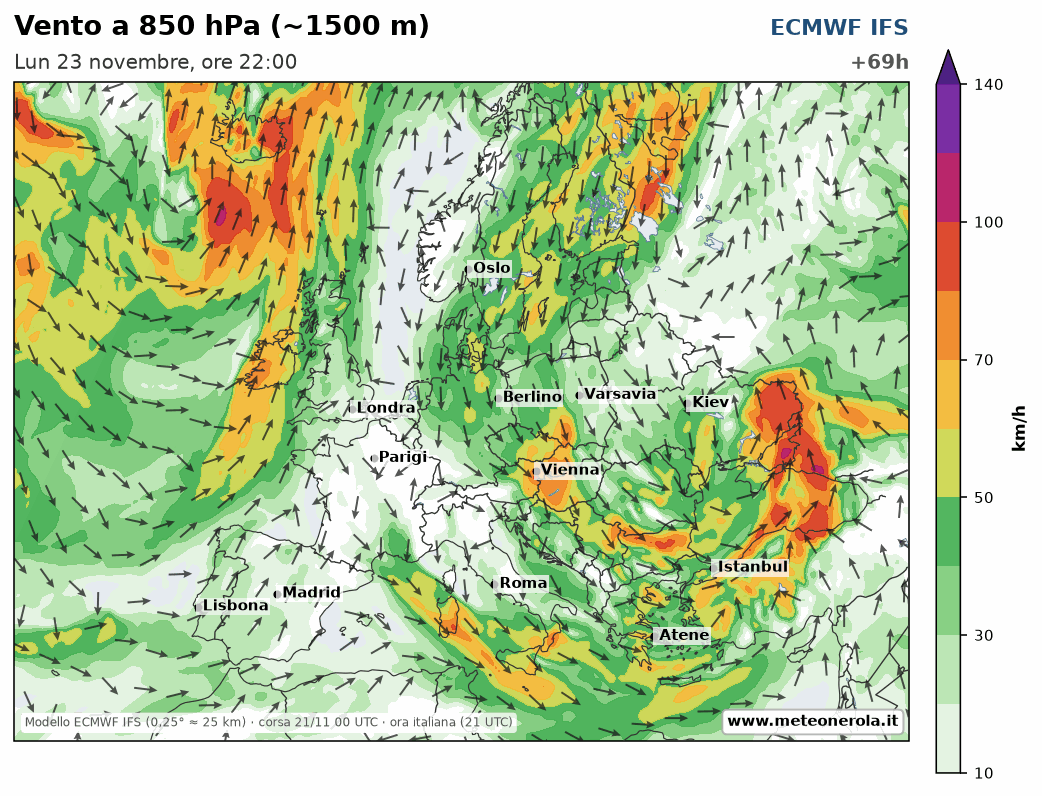 Vento a 850 hPa (~1500 m)
ECMWF IFS
Lun 23 novembre, ore 22:00
+69h
140
100
70
50
30
10
km/h
Oslo
Berlino
Varsavia
Kiev
Londra
Parigi
Vienna
Istanbul
Roma
Madrid
Lisbona
Atene
Modello ECMWF IFS (0,25° ≈ 25 km) · corsa 21/11 00 UTC · ora italiana (21 UTC)
www.meteonerola.it